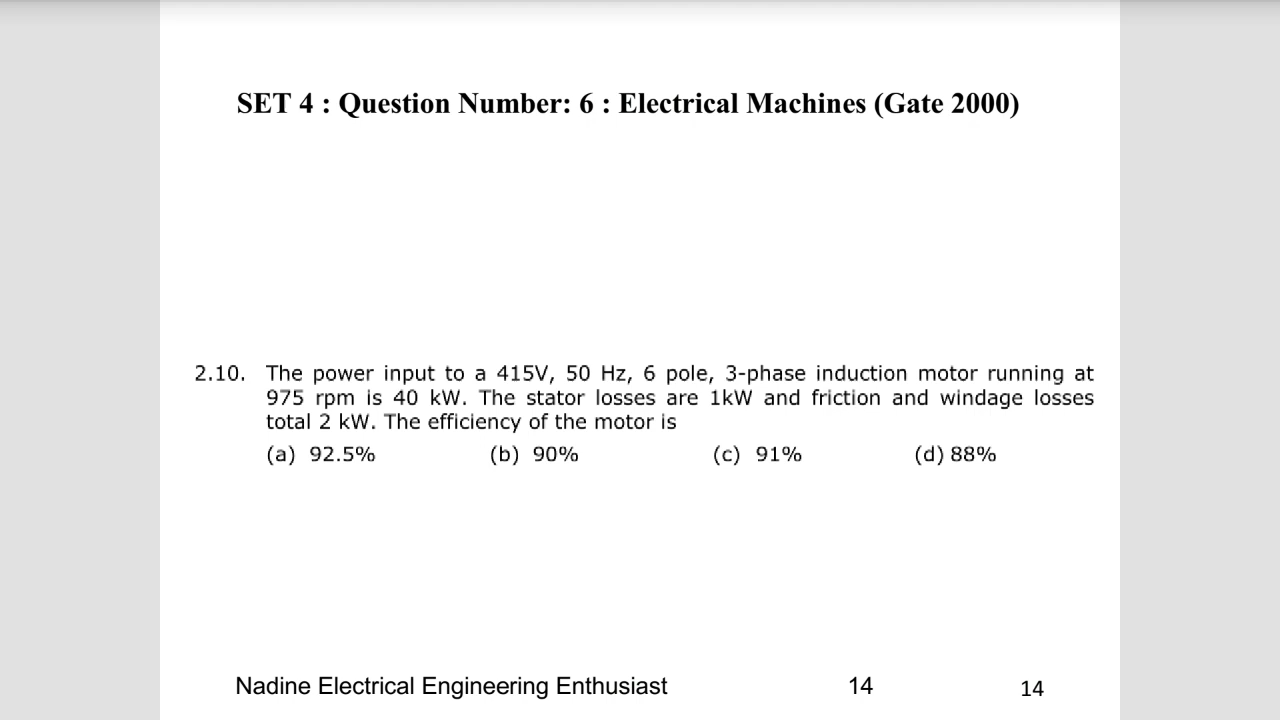 SET 4 : Question Number: 6 : Electrical Machines (Gate 2000)
2.10. The power input to a 415V, 50 Hz, 6 pole, 3-phase induction motor running at
975 rpm is 40 kW. The stator losses are 1kW and friction and windage losses
total 2 kW. The efficiency of the motor is
(a) 92.5% (b) 90% (c) 91% (d) 88%
Nadine Electrical Engineering Enthusiast 14 14